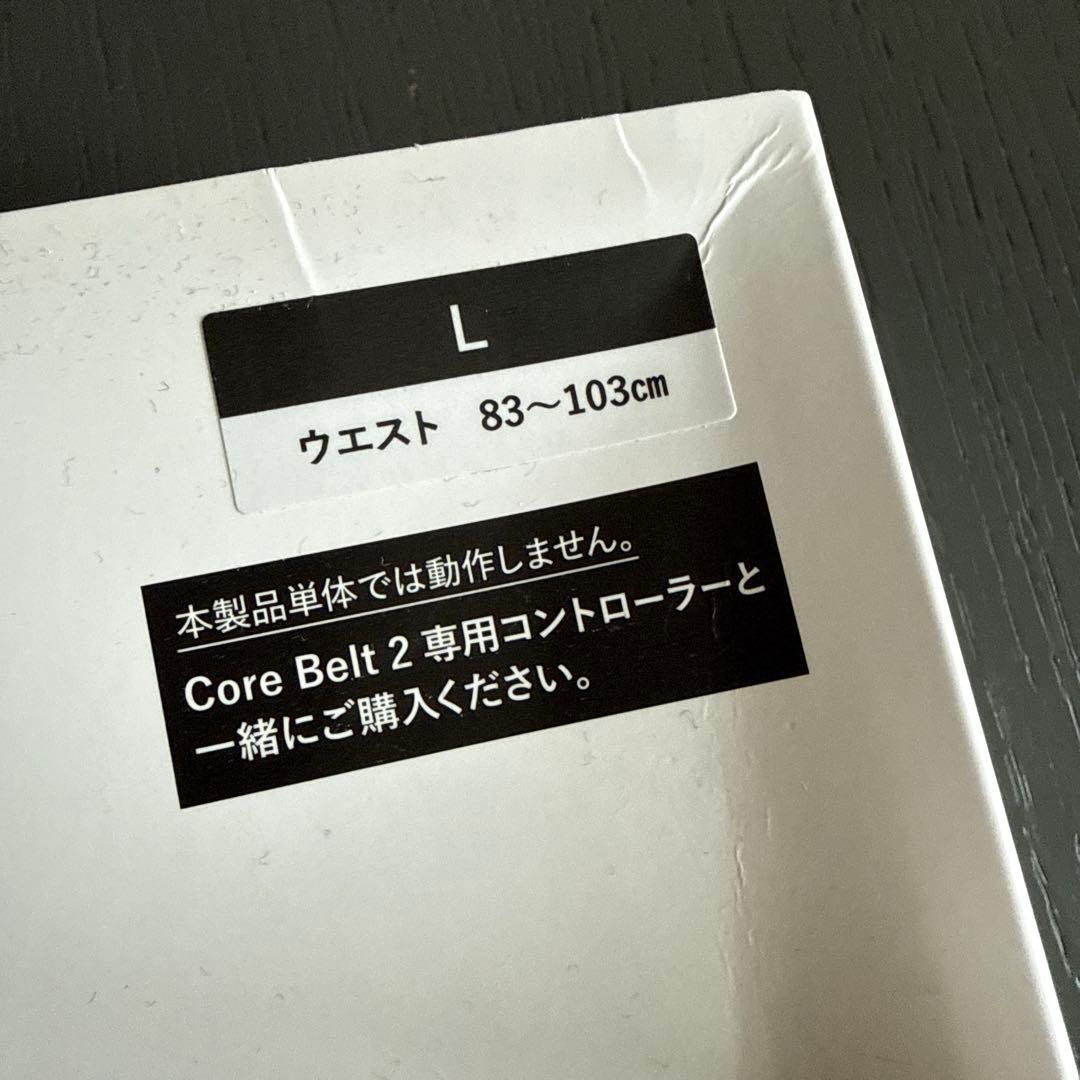 L
ウエスト 83～103㎝
本製品単体では動作しません。
Core Belt 2 専用コントローラーと
一緒にご購入ください。